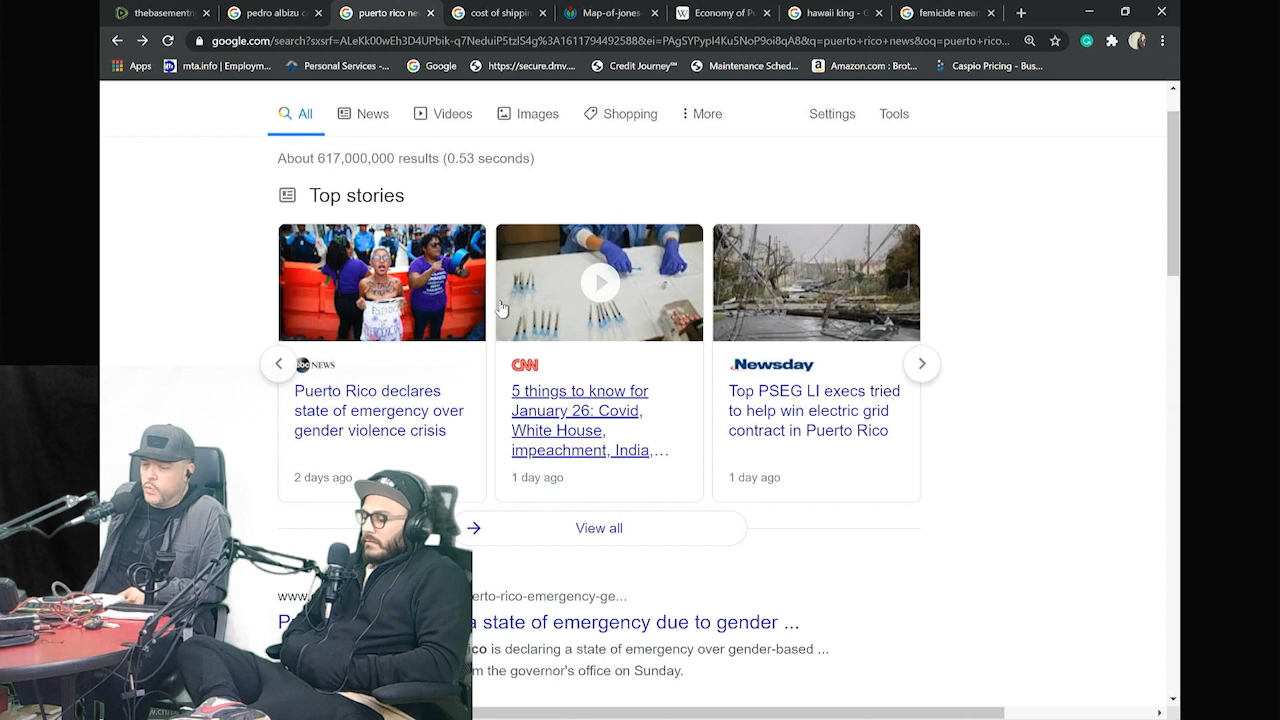 thebasementn
pedro albizu c
puerto rico ne
cost of shippin
Map-of-jones-
Economy of P
hawaii king - G
femicide mean
google.com/search?sxsrf=ALeKk00wEh3D4UPbik-q7NeduiP5tzlS4g%3A1611794492588&ei=PAgSYPypI4Ku5NoP9oi8qA8&q=puerto+rico+news&oq=puerto+rico...
Apps
mta.info | Employm...
Personal Services -...
Google
https://secure.dmv....
Credit Journey℠
Maintenance Sched...
Amazon.com : Brot...
Caspio Pricing - Bus...
All
News
Videos
Images
Shopping
More
Settings
Tools
About 617,000,000 results (0.53 seconds)
Top stories
abc NEWS
Puerto Rico declares
state of emergency over
gender violence crisis
2 days ago
CNN
5 things to know for
January 26: Covid,
White House,
impeachment, India,...
1 day ago
Newsday
Top PSEG LI execs tried
to help win electric grid
contract in Puerto Rico
1 day ago
View all
www.
erto-rico-emergency-ge...
a state of emergency due to gender ...
ico is declaring a state of emergency over gender-based ...
m the governor's office on Sunday.